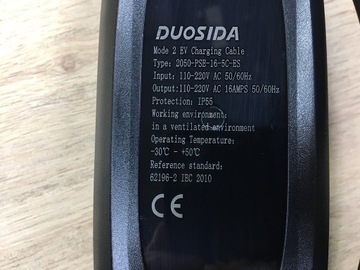 DUOSIDA
Mode 2 EV Charging Cable
Type: 2050-PSB-16-5C-ES
Input: 110-220V AC 50/60Hz
Output: 110-220V AC 16AMPS 50/60Hz
Protection: IP55
Working environment:
in a ventilated environment
Operating Temperature:
-30℃ - +50℃
Reference standard:
62196-2 IEC 2010
CE